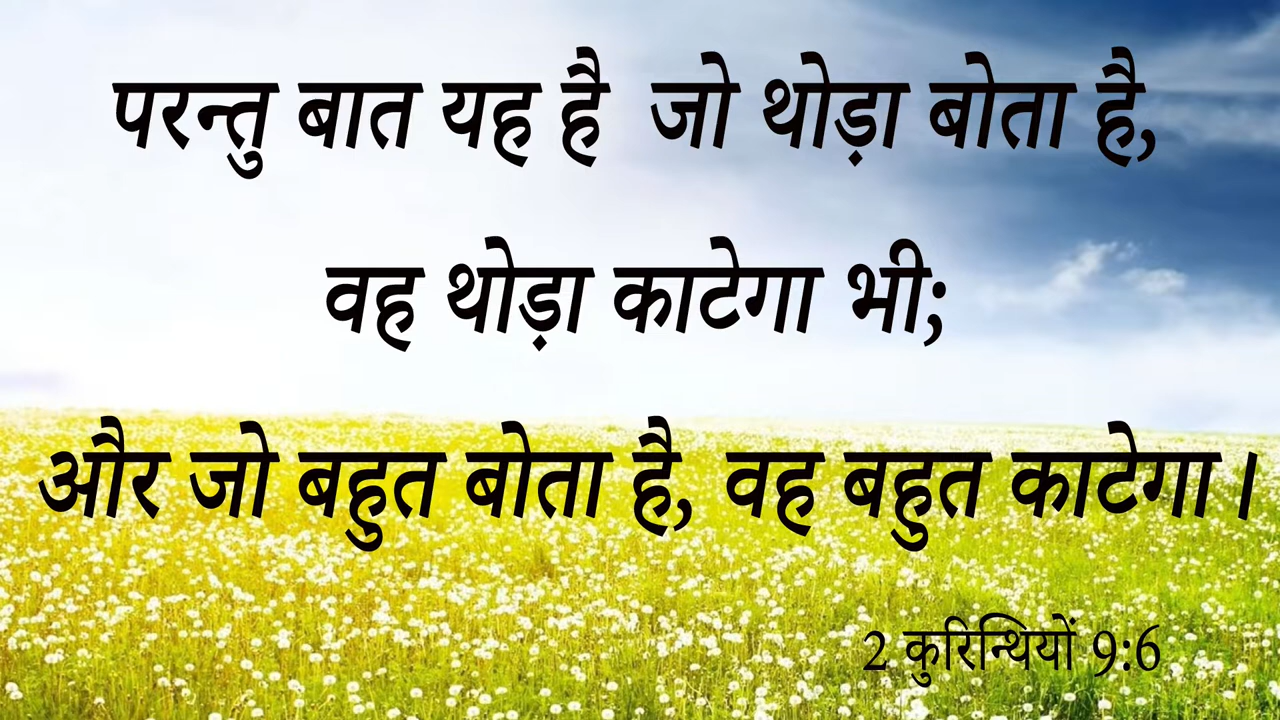 परन्तु बात यह है जो थोड़ा बोता है,
वह थोड़ा काटेगा भी;
और जो बहुत बोता है, वह बहुत काटेगा।
2 कुरिन्थियों 9:6